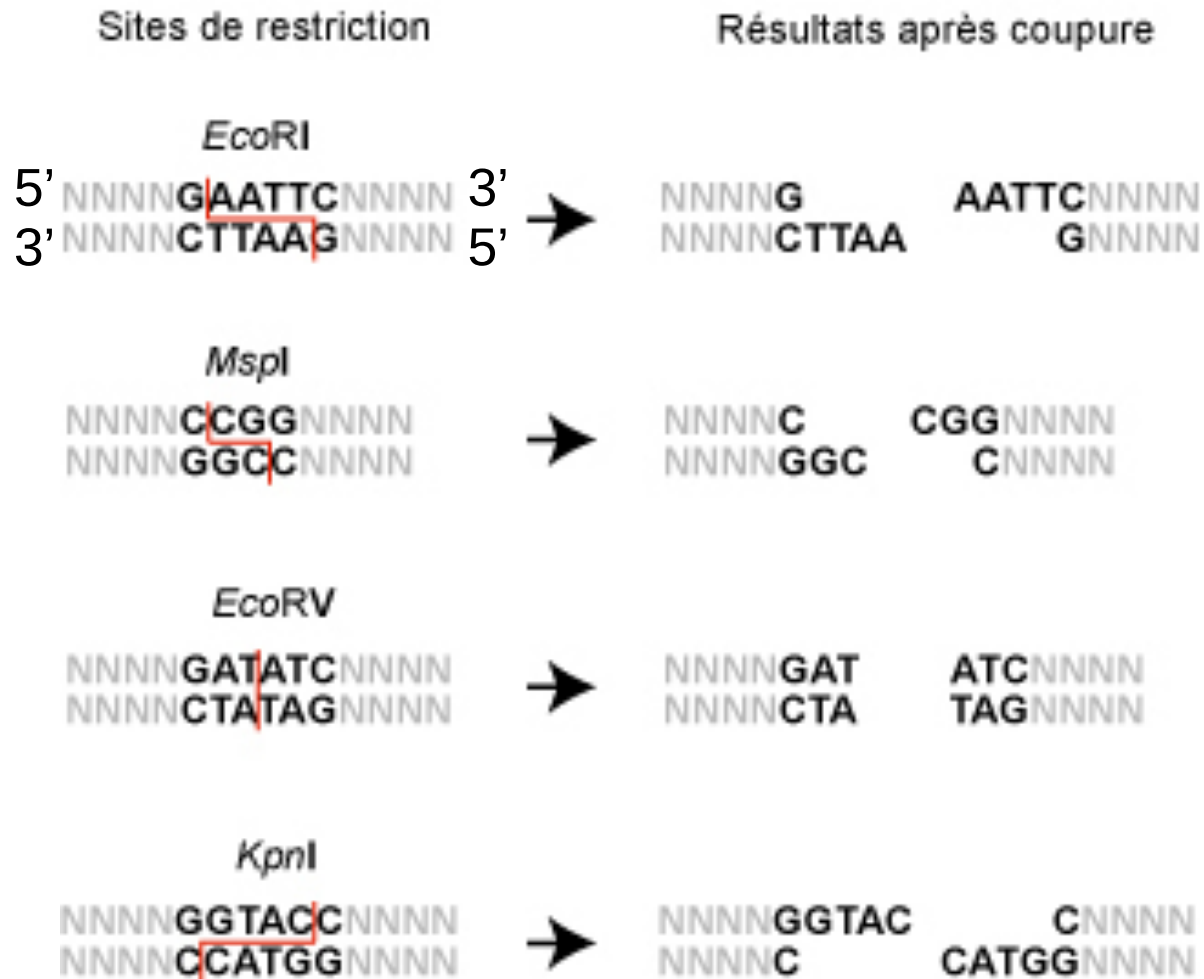 Sites de restriction Résultats après coupure
EcoRI
5’ NNNNGAATTCNNNN 3’ NNNNG AATTCNNNN
3’ NNNNCTTAAGNNNN 5’ NNNNCTTAA GNNNN
MspI
NNNNCCGGNNNN NNNNC CGGNNNN
NNNNGGCCNNNN NNNNGGC CNNNN
EcoRV
NNNNGATATCNNNN NNNNGAT ATCNNNN
NNNNCTATAGNNNN NNNNCTA TAGNNNN
KpnI
NNNNGGTACCNNNN NNNNGGTAC CNNNN
NNNNCCATGGNNNN NNNNC CATGGNNNN